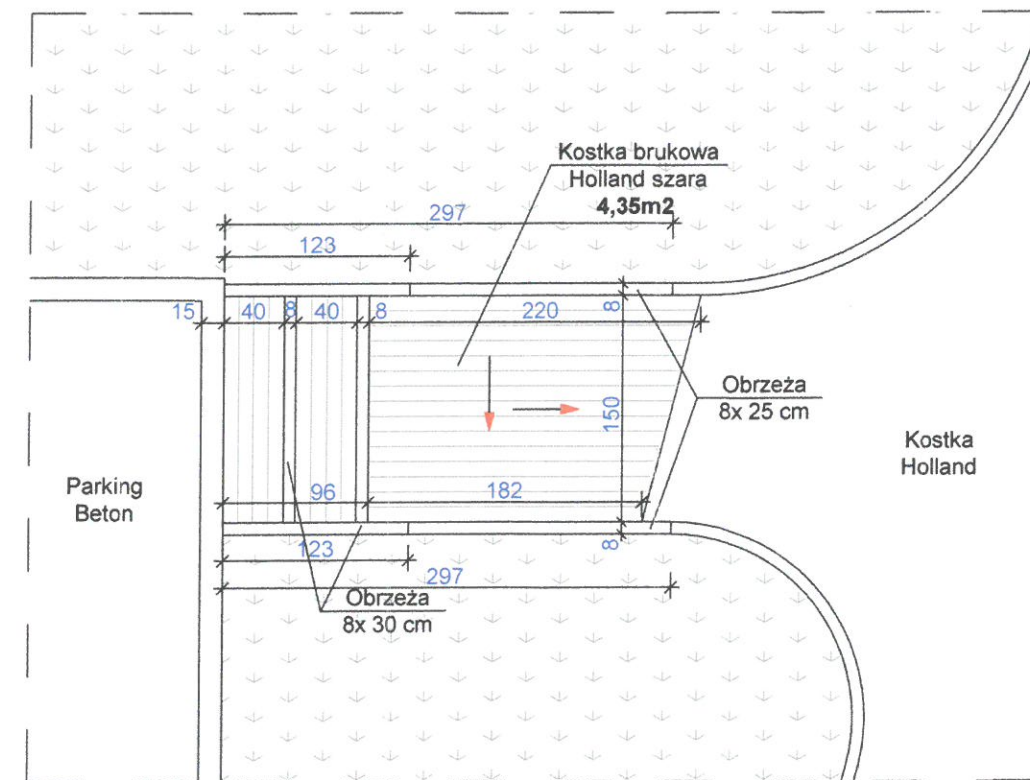 Kostka brukowa
Holland szara
4,35m2
297
123
15 40 8 40 8 220 8
150
Obrzeża
8x 25 cm
Kostka
Holland
Parking
Beton
96 182
8
123
297
Obrzeża
8x 30 cm